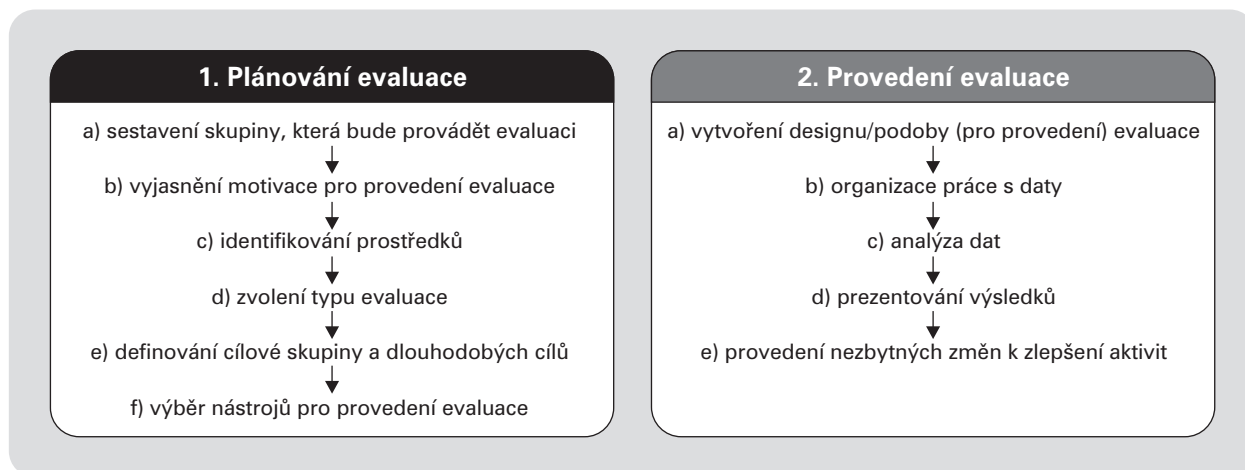 1. Plánování evaluace
a) sestavení skupiny, která bude provádět evaluaci
b) vyjasnění motivace pro provedení evaluace
c) identifikování prostředků
d) zvolení typu evaluace
e) definování cílové skupiny a dlouhodobých cílů
f) výběr nástrojů pro provedení evaluace
2. Provedení evaluace
a) vytvoření designu/podoby (pro provedení) evaluace
b) organizace práce s daty
c) analýza dat
d) prezentování výsledků
e) provedení nezbytných změn k zlepšení aktivit